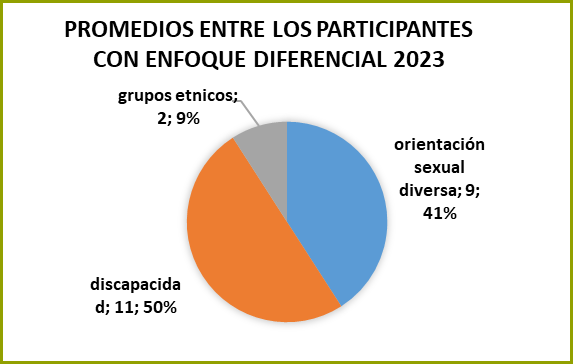 PROMEDIOS ENTRE LOS PARTICIPANTES
CON ENFOQUE DIFERENCIAL 2023
grupos etnicos;
2; 9%
orientación
sexual
diversa; 9;
41%
discapacida
d; 11; 50%